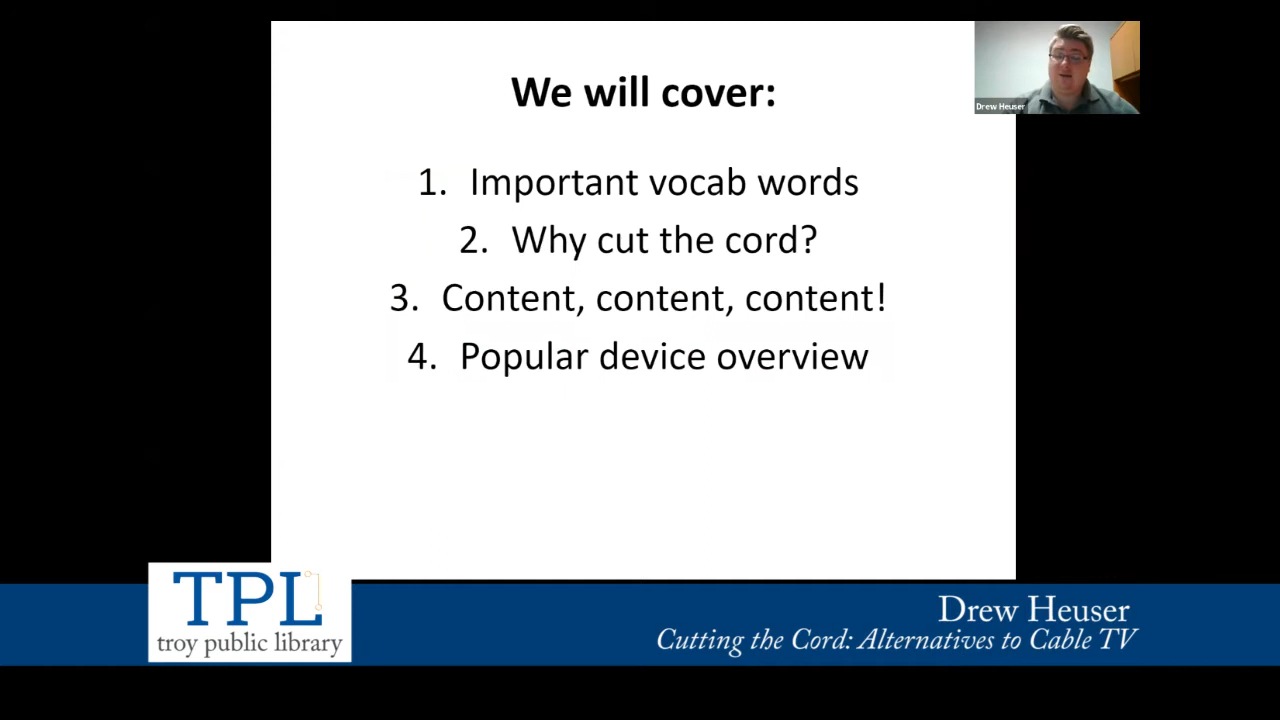 We will cover:
1. Important vocab words
2. Why cut the cord?
3. Content, content, content!
4. Popular device overview
Drew Heuser
TPL
troy public library
Drew Heuser
Cutting the Cord: Alternatives to Cable TV